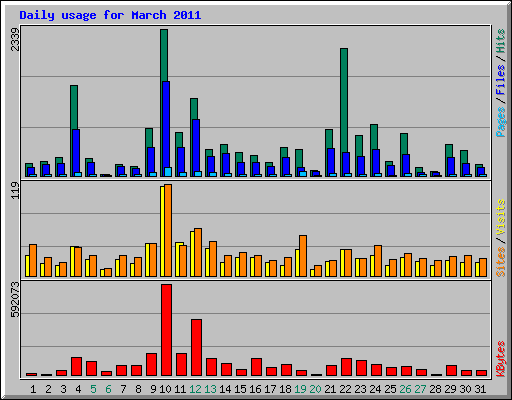 Daily usage for March 2011
2339
Pages / Files / Hits
119
Sites / Visits
592073
KBytes
1 2 3 4 5 6 7 8 9 10 11 12 13 14 15 16 17 18 19 20 21 22 23 24 25 26 27 28 29 30 31